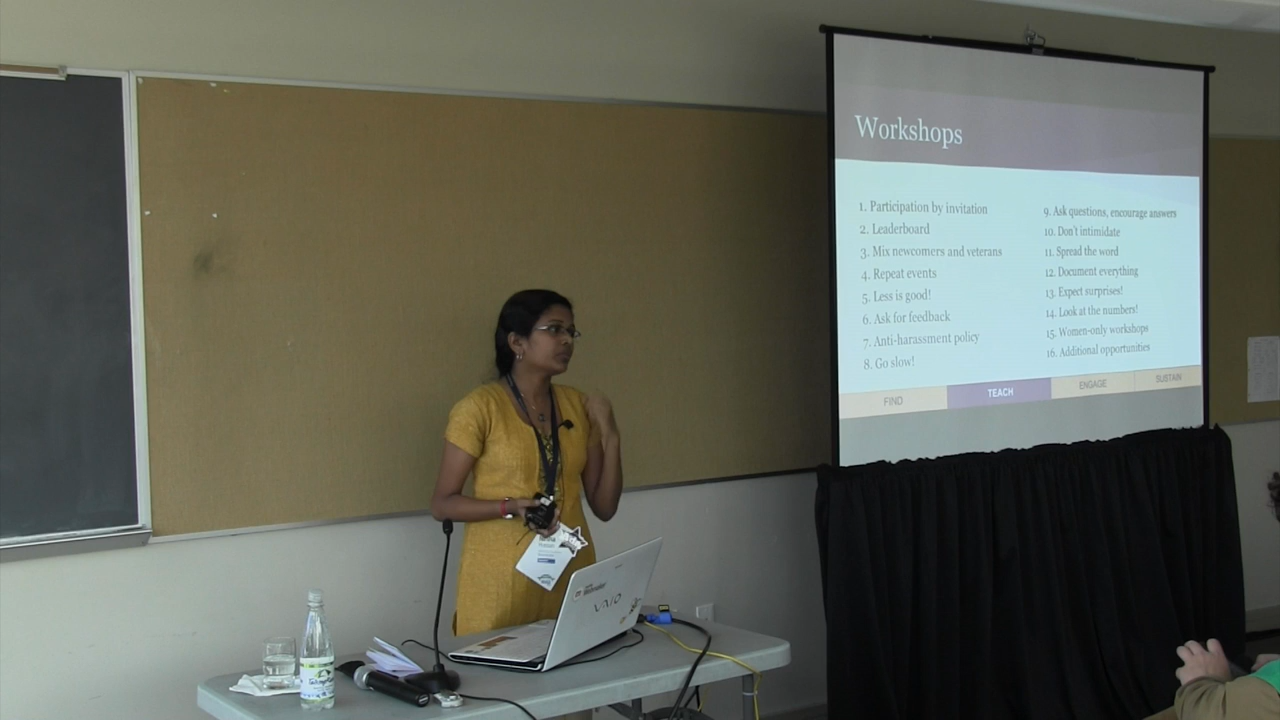 Workshops
1. Participation by invitation
2. Leaderboard
3. Mix newcomers and veterans
4. Repeat events
5. Less is good!
6. Ask for feedback
7. Anti-harassment policy
8. Go slow!
9. Ask questions, encourage answers
10. Don't intimidate
11. Spread the word
12. Document everything
13. Expect surprises!
14. Look at the numbers!
15. Women-only workshops
16. Additional opportunities
FIND
TEACH
ENGAGE
SUSTAIN
VAIO